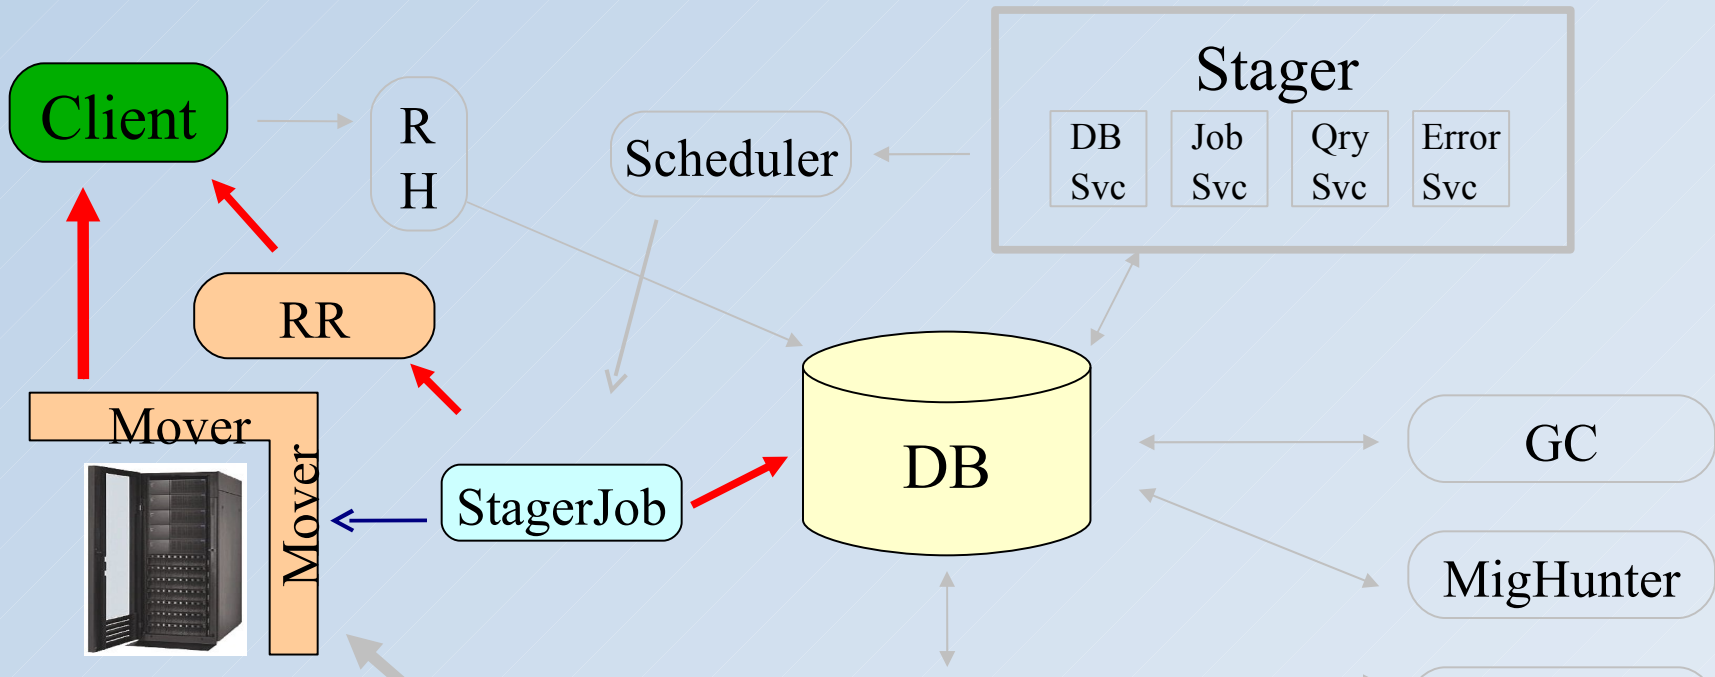 Stager
Client
R
H
Scheduler
DB
Svc
Job
Svc
Qry
Svc
Error
Svc
RR
Mover
Mover
StagerJob
DB
GC
MigHunter